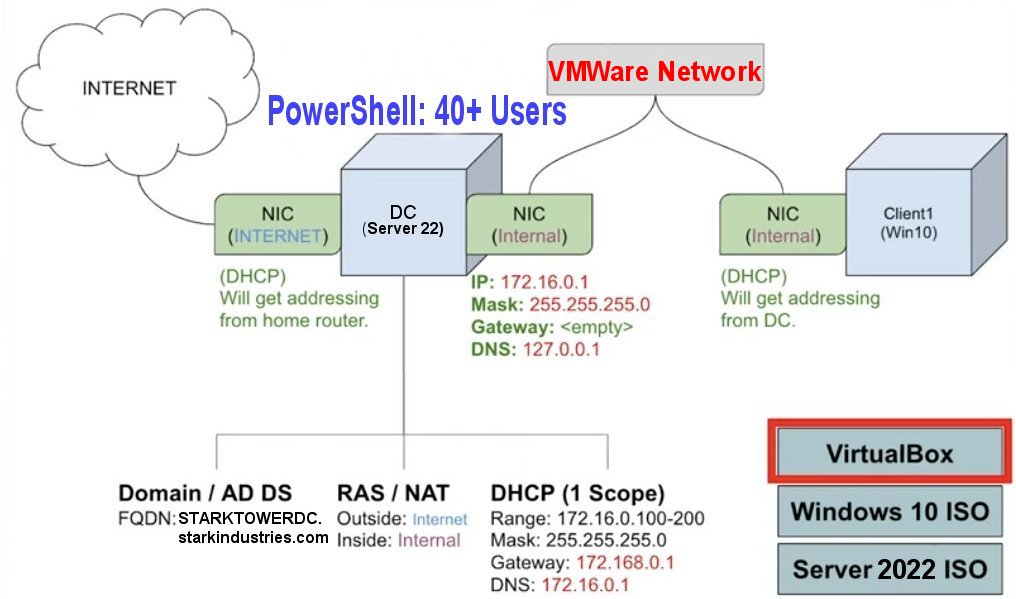 INTERNET
VMWare Network
PowerShell: 40+ Users
NIC
(INTERNET)
DC
(Server 22)
NIC
(Internal)
NIC
(Internal)
Client1
(Win10)
(DHCP)
Will get addressing
from home router.
IP: 172.16.0.1
Mask: 255.255.255.0
Gateway: <empty>
DNS: 127.0.0.1
(DHCP)
Will get addressing
from DC.
Domain / AD DS
FQDN:STARKTOWERDC.
starkindustries.com
RAS / NAT
Outside: Internet
Inside: Internal
DHCP (1 Scope)
Range: 172.16.0.100-200
Mask: 255.255.255.0
Gateway: 172.168.0.1
DNS: 172.16.0.1
VirtualBox
Windows 10 ISO
Server 2022 ISO